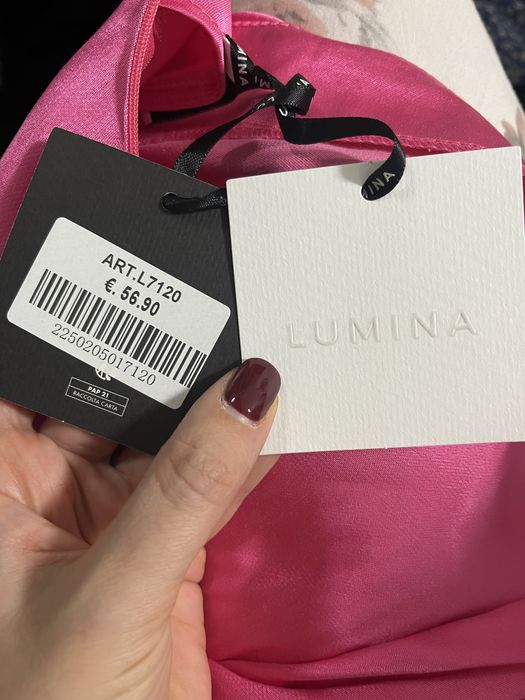 LUMINA
ART.L7120
€. 56.90
2250205017120
PAP 21
RACCOLTA CARTA
LUMINA